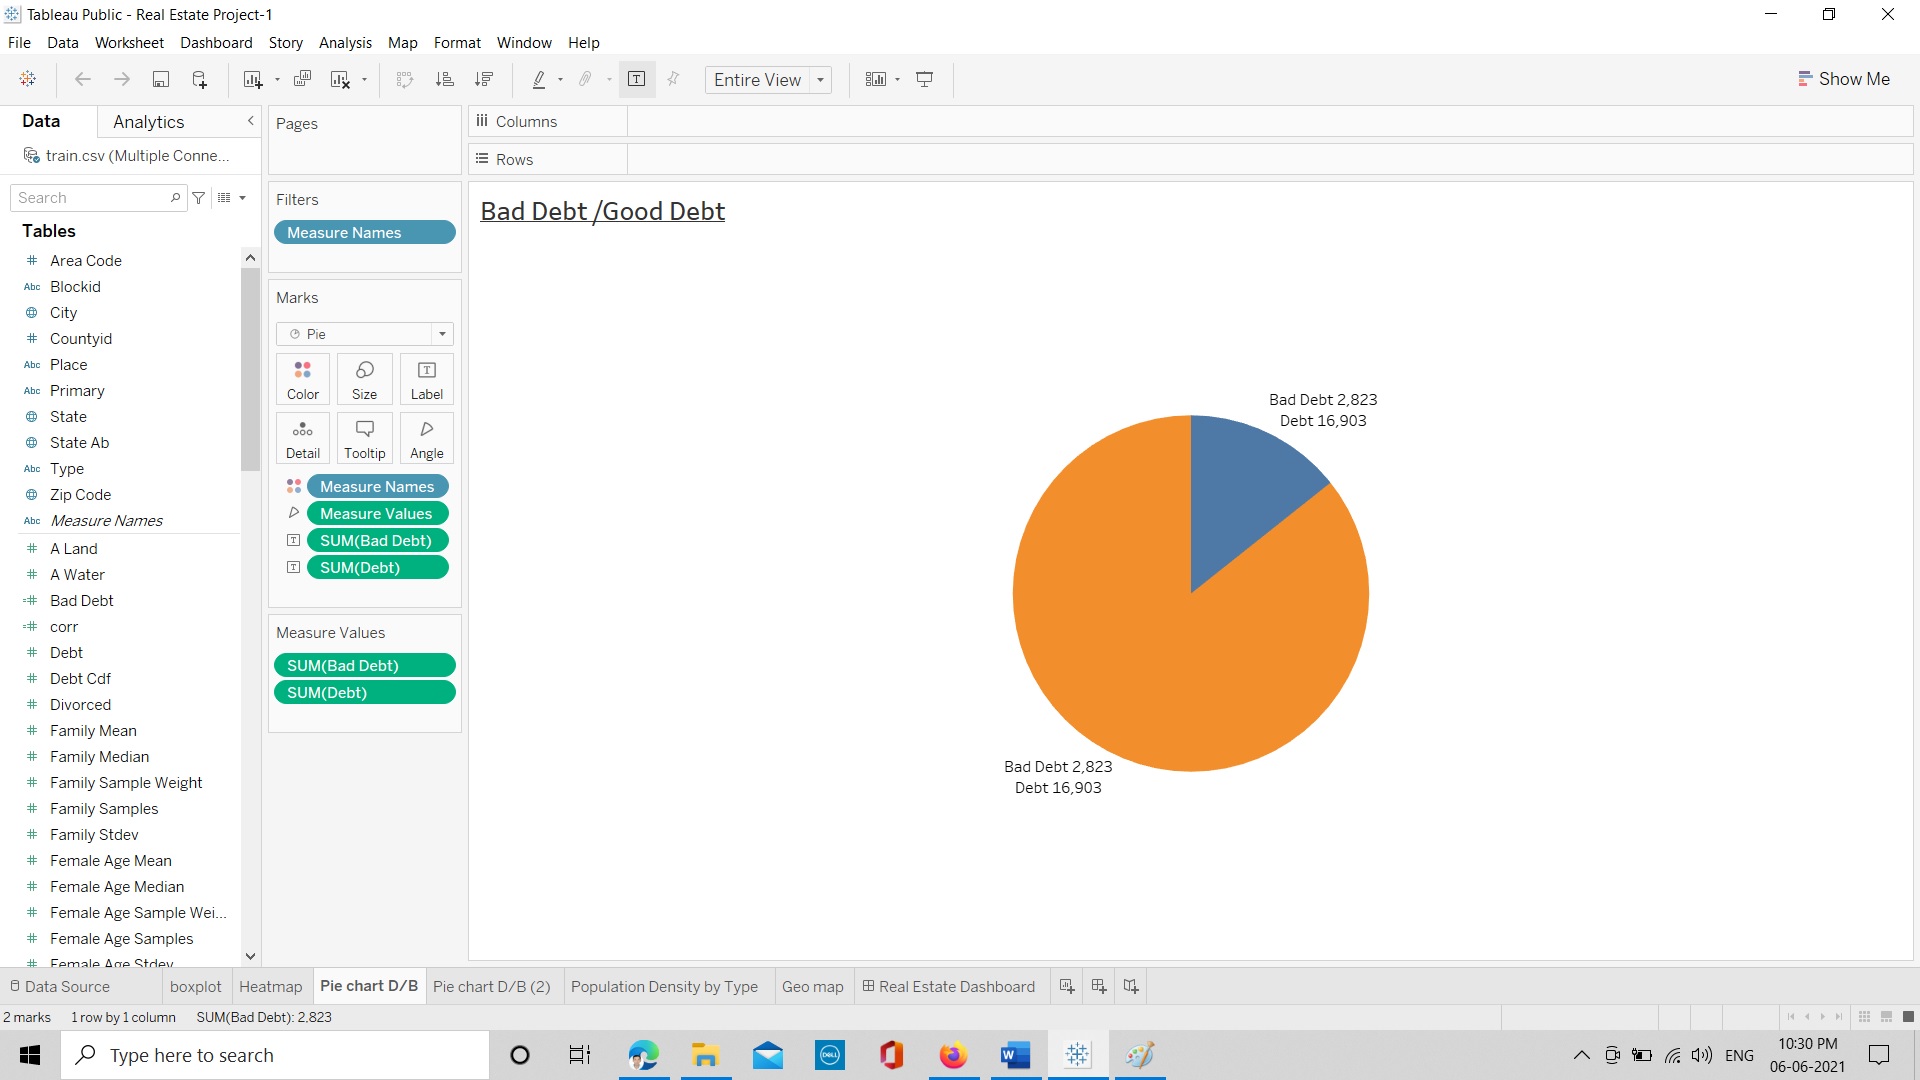 Tableau Public - Real Estate Project-1
File Data Worksheet Dashboard Story Analysis Map Format Window Help
Entire View
Show Me
Data Analytics
train.csv (Multiple Conne...
Search
Tables
# Area Code
Abc Blockid
City
# Countyid
Abc Place
Abc Primary
State
State Ab
Abc Type
Zip Code
Abc Measure Names
# A Land
# A Water
=# Bad Debt
=# corr
# Debt
# Debt Cdf
# Divorced
# Family Mean
# Family Median
# Family Sample Weight
# Family Samples
# Family Stdev
# Female Age Mean
# Female Age Median
# Female Age Sample Wei...
# Female Age Samples
# Female Age Stdev
Pages
Filters
Measure Names
Marks
Pie
Color Size Label
Detail Tooltip Angle
Measure Names
Measure Values
SUM(Bad Debt)
SUM(Debt)
Measure Values
SUM(Bad Debt)
SUM(Debt)
Columns
Rows
Bad Debt /Good Debt
Bad Debt 2,823
Debt 16,903
Bad Debt 2,823
Debt 16,903
Data Source boxplot Heatmap Pie chart D/B Pie chart D/B (2) Population Density by Type Geo map Real Estate Dashboard
2 marks 1 row by 1 column SUM(Bad Debt): 2,823
Type here to search
DELL
W
ENG
10:30 PM
06-06-2021